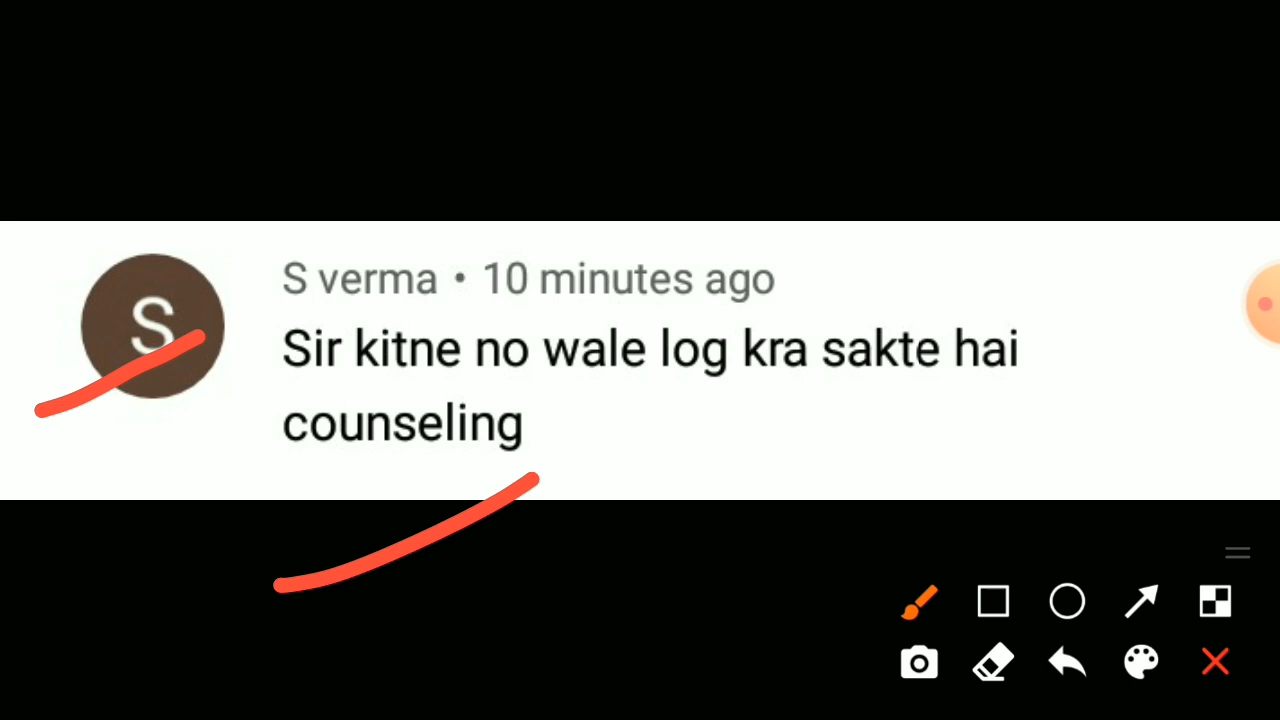 S
S verma • 10 minutes ago
Sir kitne no wale log kra sakte hai
counseling